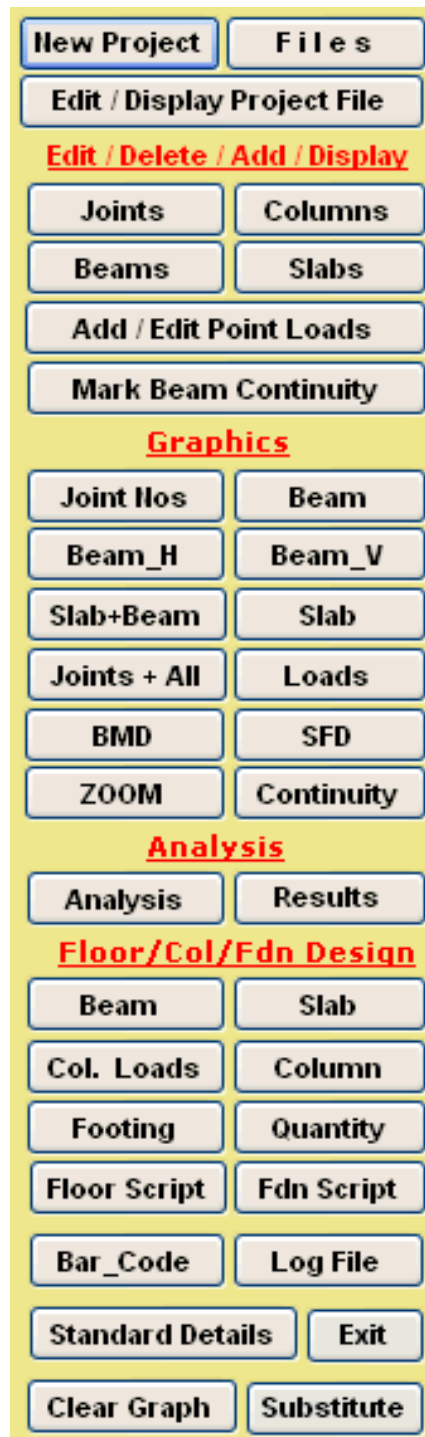 New Project F i l e s
Edit / Display Project File
Edit / Delete / Add / Display
Joints Columns
Beams Slabs
Add / Edit Point Loads
Mark Beam Continuity
Graphics
Joint Nos Beam
Beam_H Beam_V
Slab+Beam Slab
Joints + All Loads
BMD SFD
ZOOM Continuity
Analysis
Analysis Results
Floor/Col/Fdn Design
Beam Slab
Col. Loads Column
Footing Quantity
Floor Script Fdn Script
Bar_Code Log File
Standard Details Exit
Clear Graph Substitute